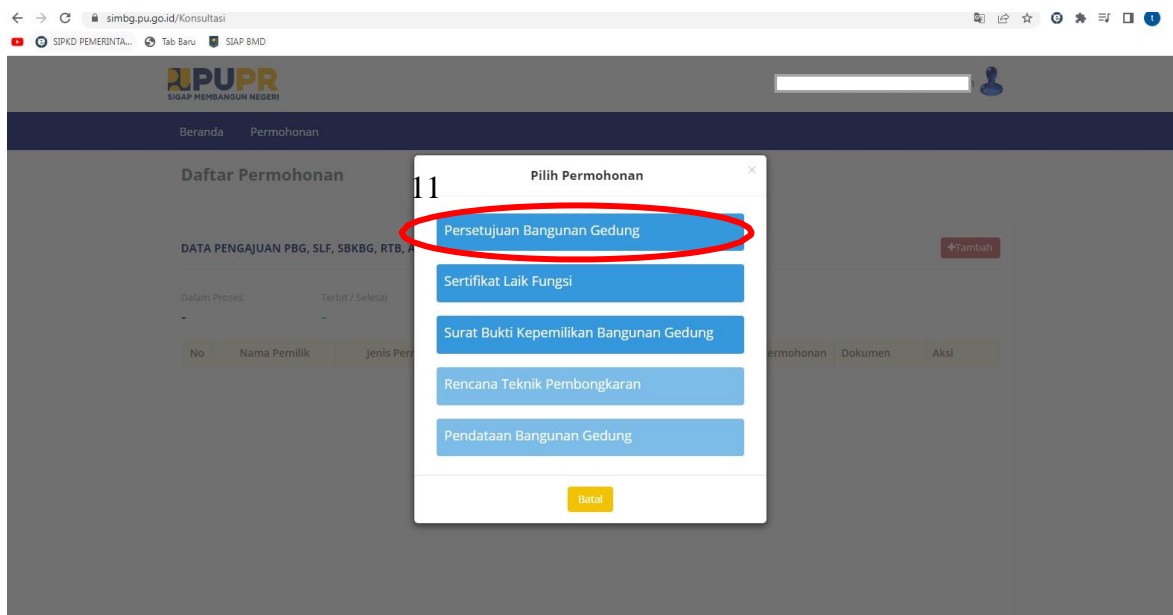 simbg.pu.go.id/Konsultasi
SIPKD PEMERINTA... Tab Baru SIAP BMD
PUPR
SIGAP MEMBANGUN NEGERI
Beranda Permohonan
Daftar Permohonan
11
Pilih Permohonan
×
Persetujuan Bangunan Gedung
DATA PENGAJUAN PBG, SLF, SBKBG, RTB, A
+Tambah
Sertifikat Laik Fungsi
Dalam Proses Terbit / Selesai
- -
Surat Bukti Kepemilikan Bangunan Gedung
No Nama Pemilik Jenis Perm ermohonan Dokumen Aksi
Rencana Teknik Pembongkaran
Pendataan Bangunan Gedung
Batal